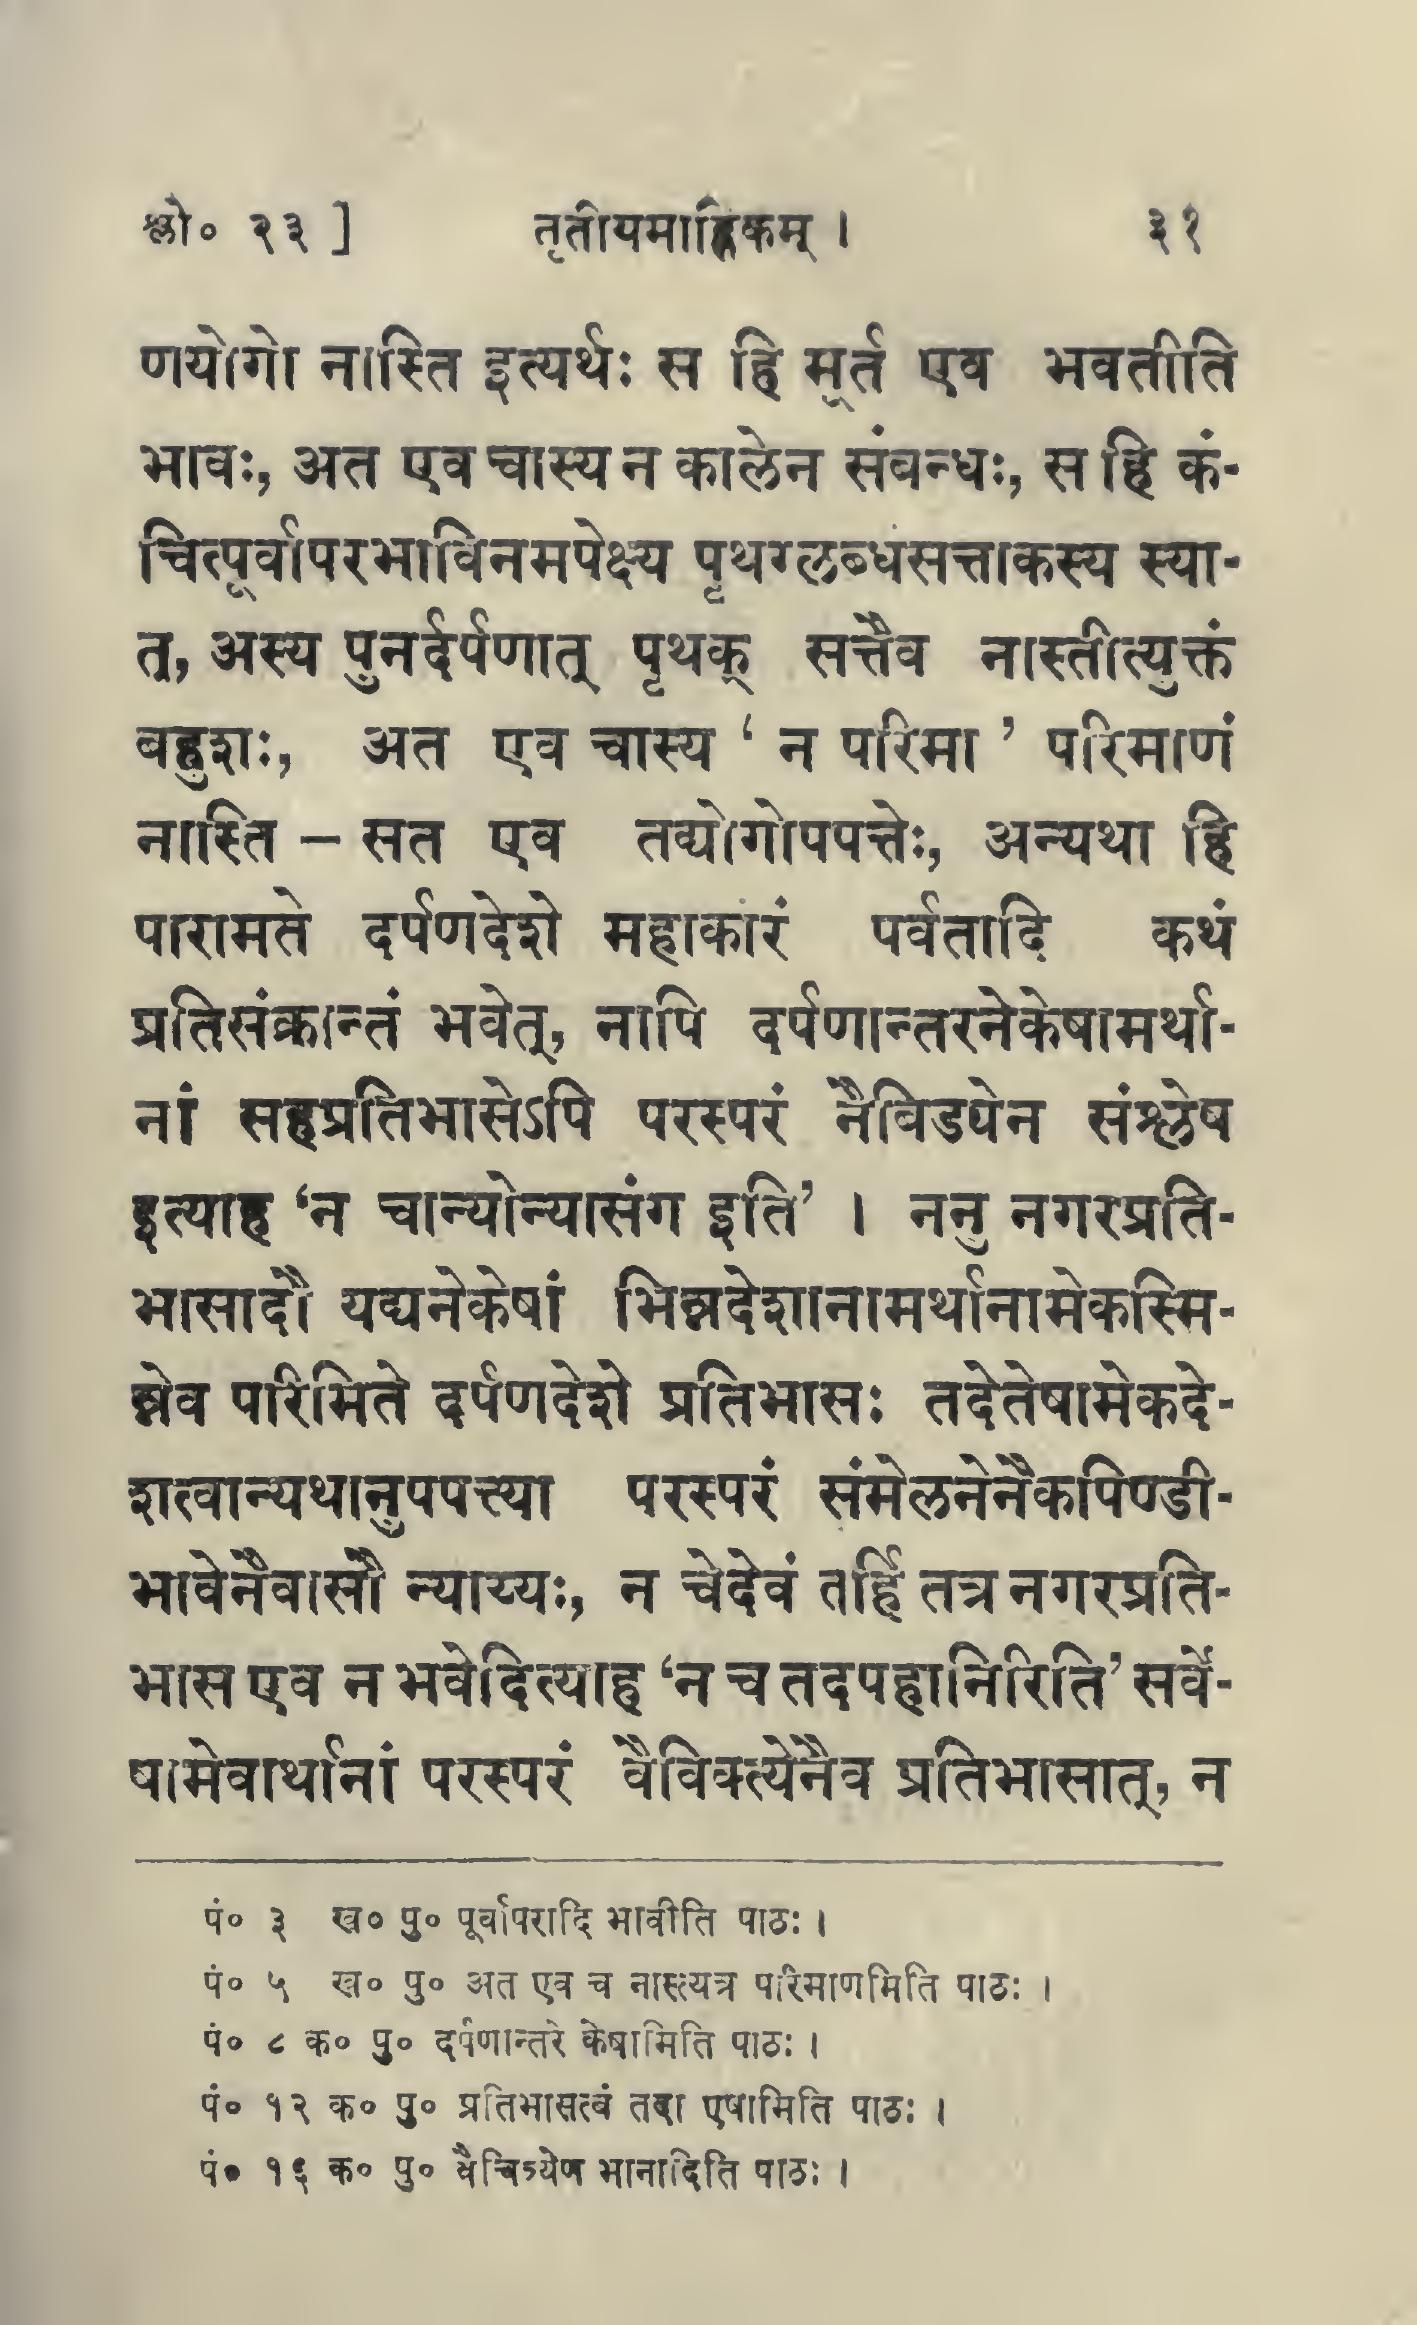 श्लो० २३ ] तृतीयमाह्निकम् । ३१
णयोगो नास्ति इत्यर्थः स हि मूर्त एव भवतीति
भावः, अत एव चास्य न कालेन संबन्धः, स हि कं-
चित्पूर्वापरभाविनमपेक्ष्य पृथग्लब्धसत्ताकस्य स्या-
त्, अस्य पुनर्दर्पणात् पृथक् सत्तैव नास्तीत्युक्तं
बहुशः, अत एव चास्य ‘ न परिमा ’ परिमाणं
नास्ति – सत एव तद्योगोपपत्तेः, अन्यथा हि
पारामते दर्पणदेशे महाकारं पर्वतादि कथं
प्रतिसंक्रान्तं भवेत्, नापि दर्पणान्तरनेकेषामर्था-
नां सहप्रतिभासेऽपि परस्परं नैविड्येन संश्लेष
इत्याह ‘न चान्योन्यासंग इति’ । ननु नगरप्रति-
भासादौ यद्यनेकेषां भिन्नदेशानामर्थानामेकस्मि-
न्नेव परिमिते दर्पणदेशे प्रतिभासः तदेतेषामेकदे-
शत्वान्यथानुपपत्त्या परस्परं संमेलनेनैकपिण्डी-
भावेनैवासौ न्याय्यः, न चेदेवं तर्हि तत्र नगरप्रति-
भास एव न भवेदित्याह ‘न च तदपहानिरिति’ सर्वे-
षामेवार्थानां परस्परं वैविक्त्येनैव प्रतिभासात्, न
पं० ३ ख० पु० पूर्वापरादि भावीति पाठः ।
पं० ५ ख० पु० अत एव च नास्त्यत्र परिमाणमिति पाठः ।
पं० ८ क० पु० दर्पणान्तरे केषामिति पाठः ।
पं० १२ क० पु० प्रतिभासत्वं तदा एषामिति पाठः ।
पं० १६ क० पु० वैचित्र्येण भानादिति पाठः ।